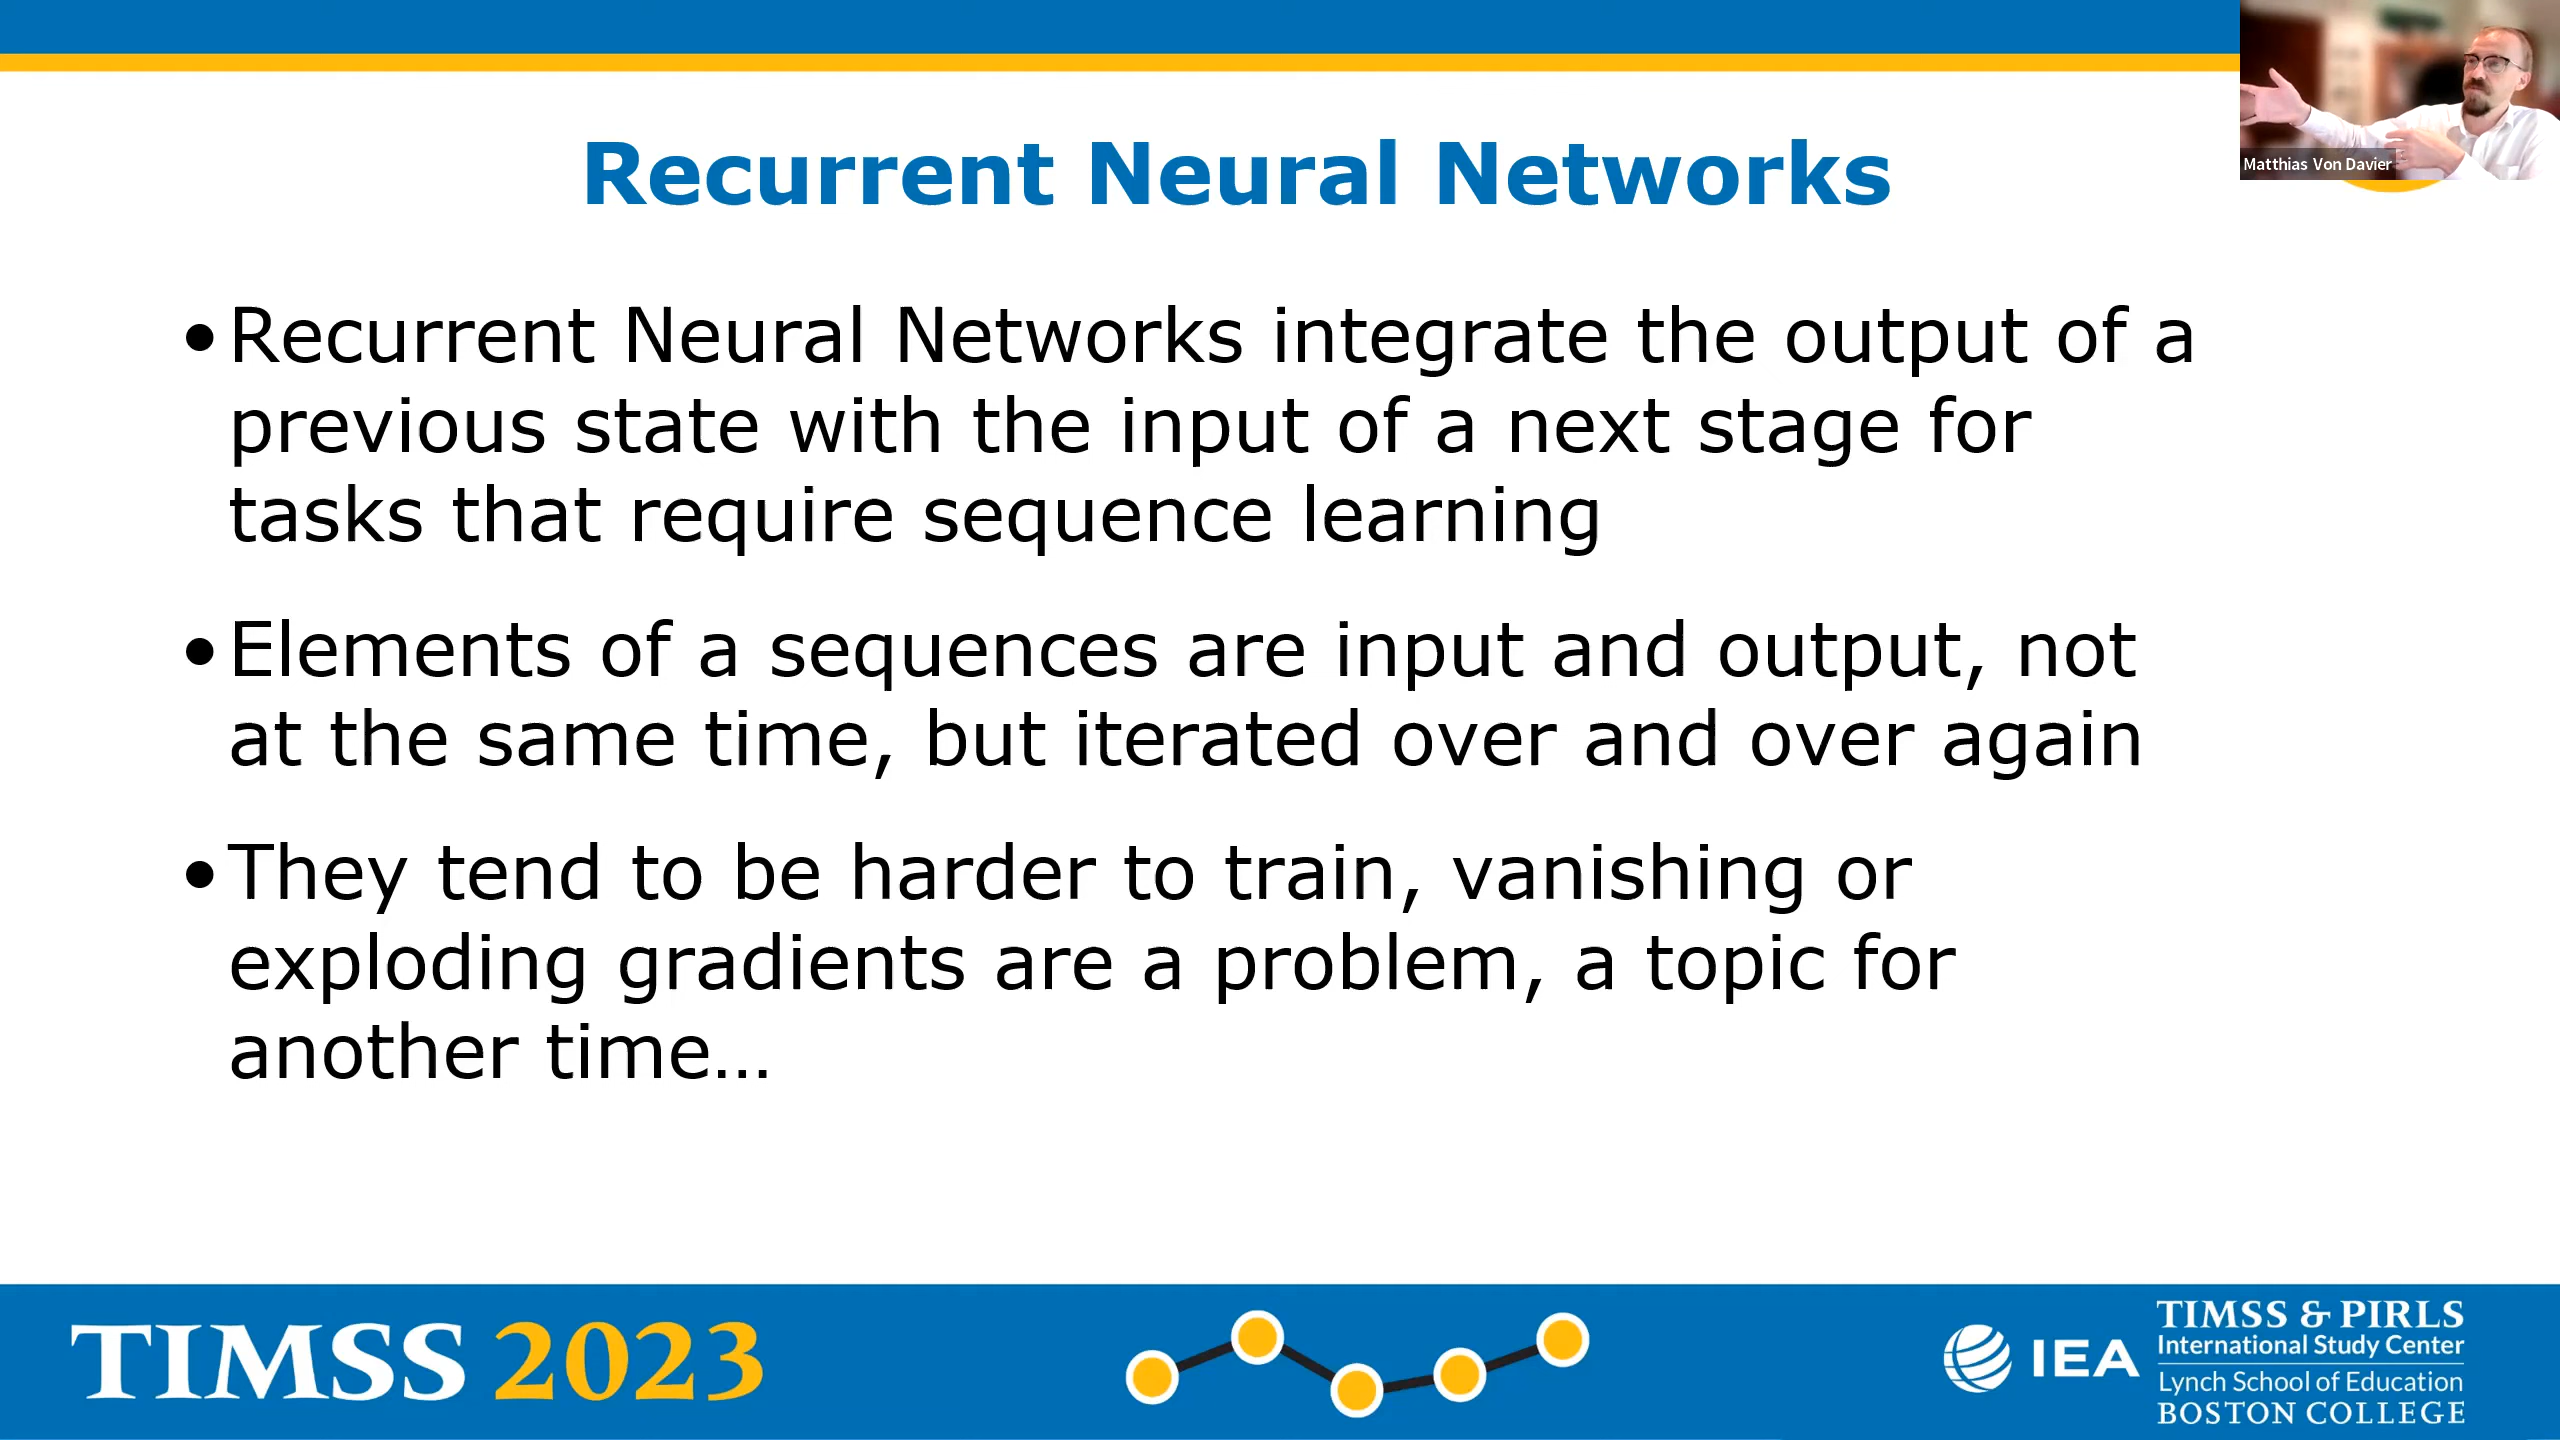 Recurrent Neural Networks
Matthias Von Davier
•Recurrent Neural Networks integrate the output of a
previous state with the input of a next stage for
tasks that require sequence learning
•Elements of a sequences are input and output, not
at the same time, but iterated over and over again
•They tend to be harder to train, vanishing or
exploding gradients are a problem, a topic for
another time…
TIMSS 2023
IEA
TIMSS & PIRLS
International Study Center
Lynch School of Education
BOSTON COLLEGE